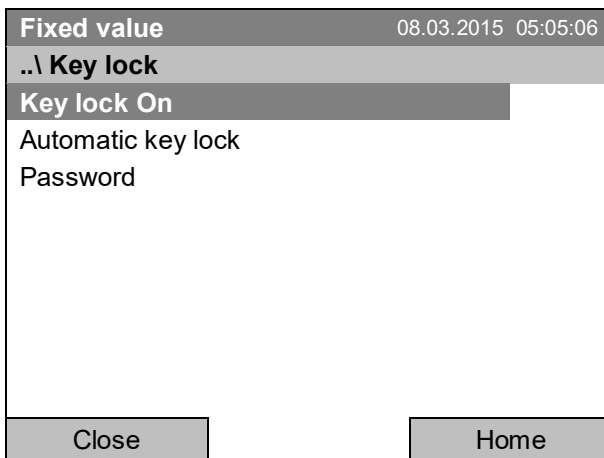 Fixed value 08.03.2015 05:05:06
..\ Key lock
Key lock On
Automatic key lock
Password
Close Home